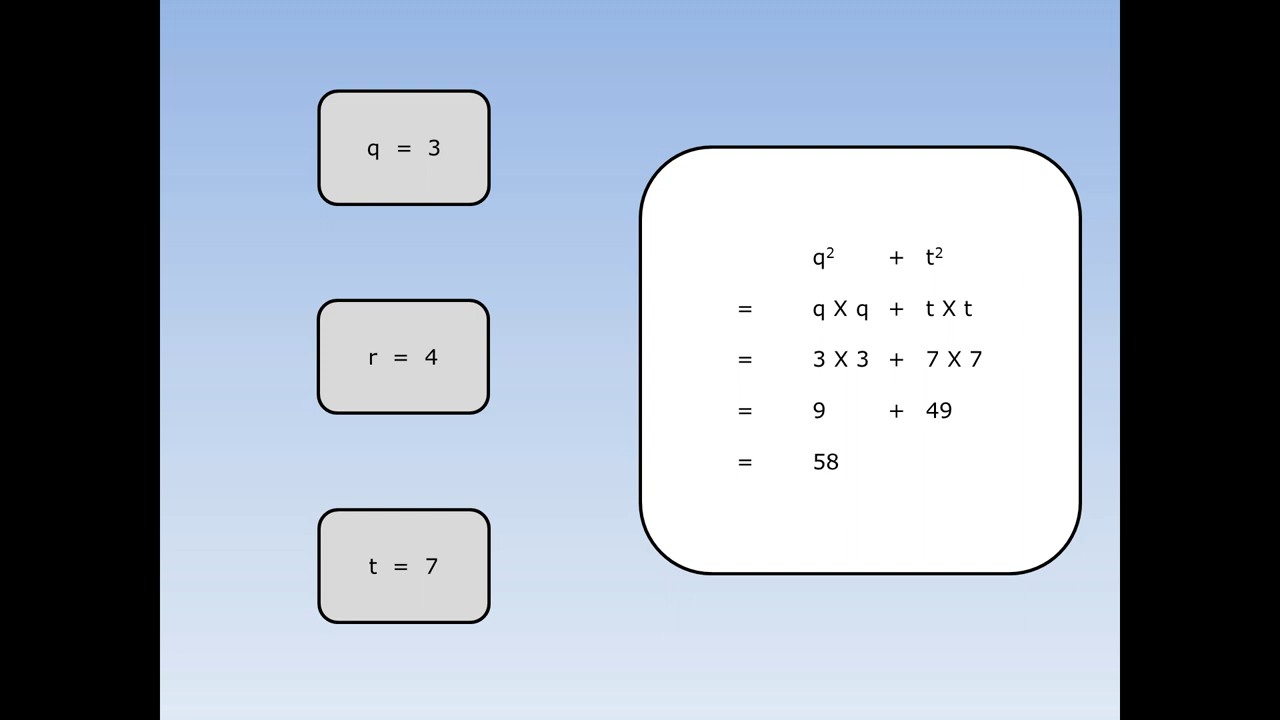 q = 3
r = 4
t = 7
q² + t²
= q X q + t X t
= 3 X 3 + 7 X 7
= 9 + 49
= 58